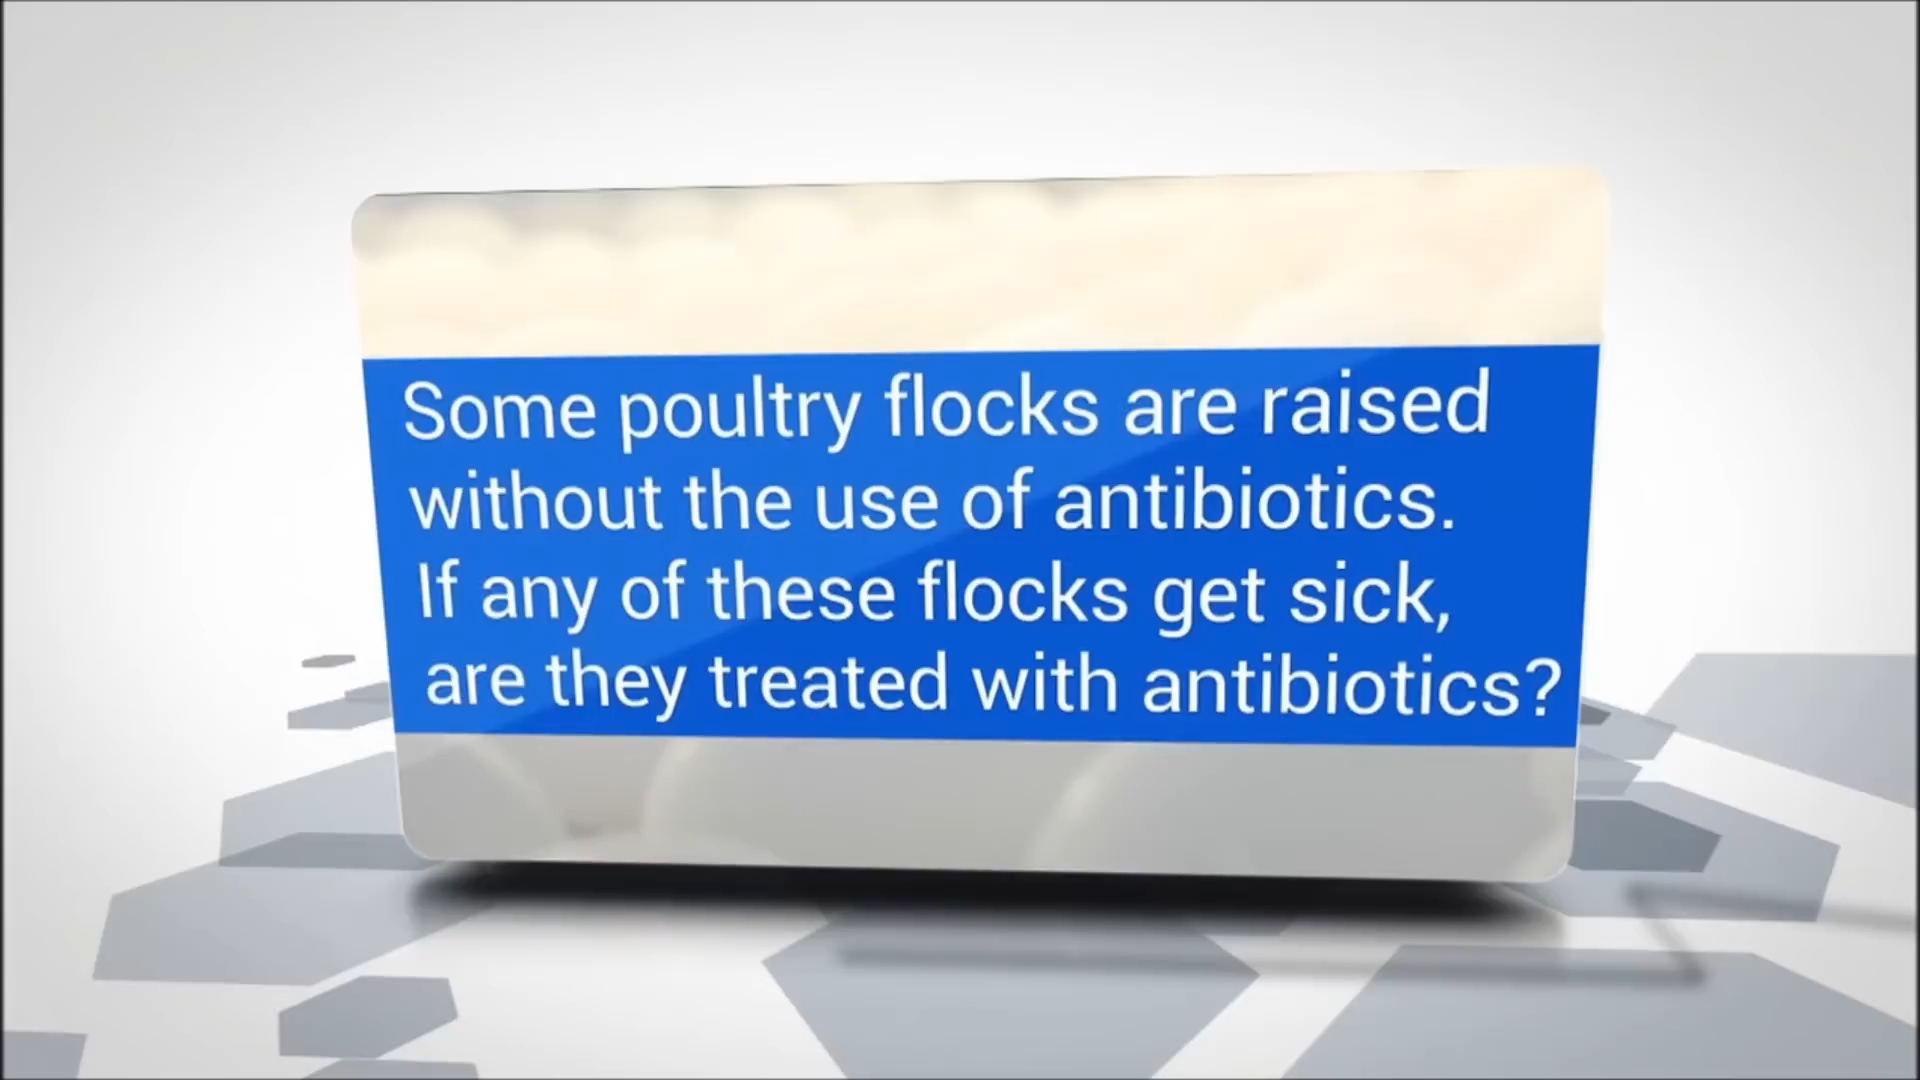 Some poultry flocks are raised
without the use of antibiotics.
If any of these flocks get sick,
are they treated with antibiotics?